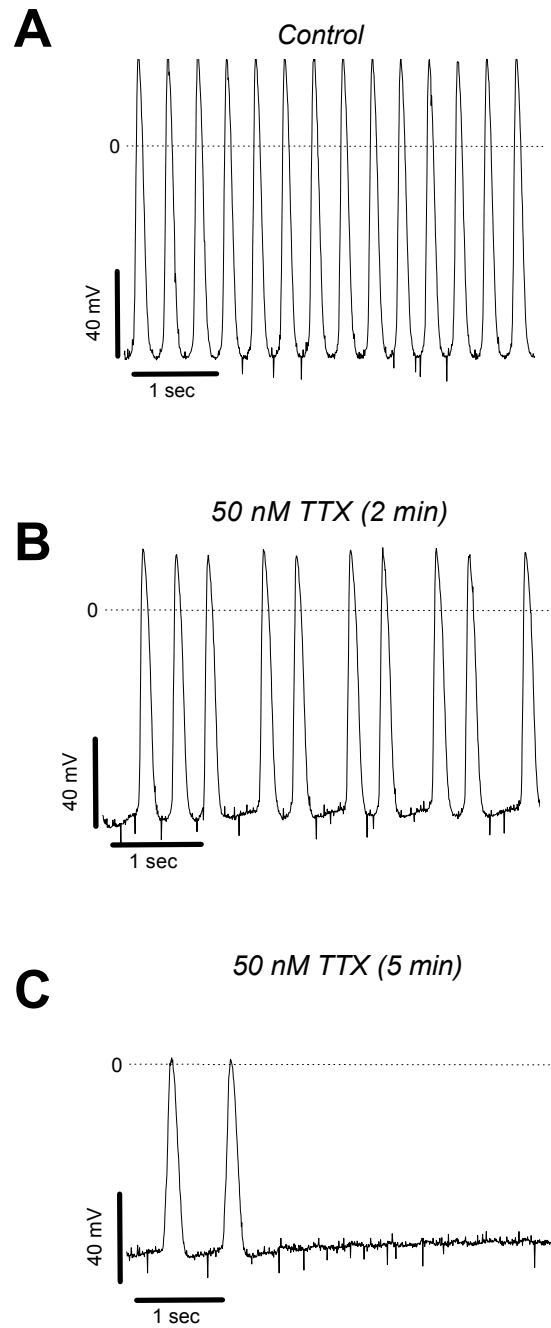 A
Control
0
40 mV
1 sec
50 nM TTX (2 min)
B
0
40 mV
1 sec
50 nM TTX (5 min)
C
0
40 mV
1 sec